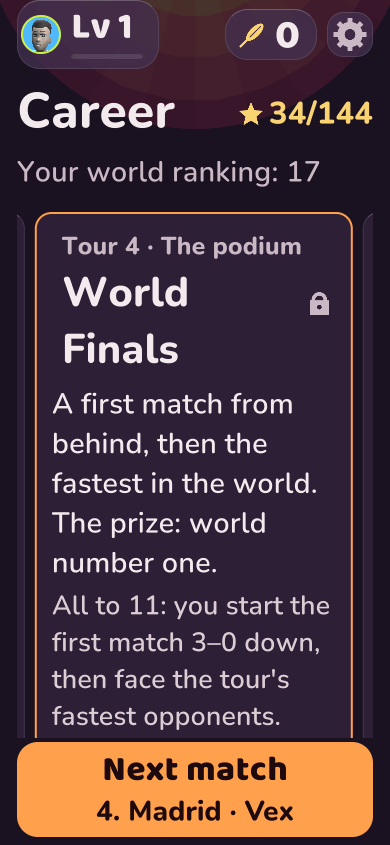 Lv 1
0
Career
34/144
Your world ranking: 17
Tour 4 · The podium
World
Finals
A first match from
behind, then the
fastest in the world.
The prize: world
number one.
All to 11: you start the
first match 3–0 down,
then face the tour's
fastest opponents.
Next match
4. Madrid · Vex